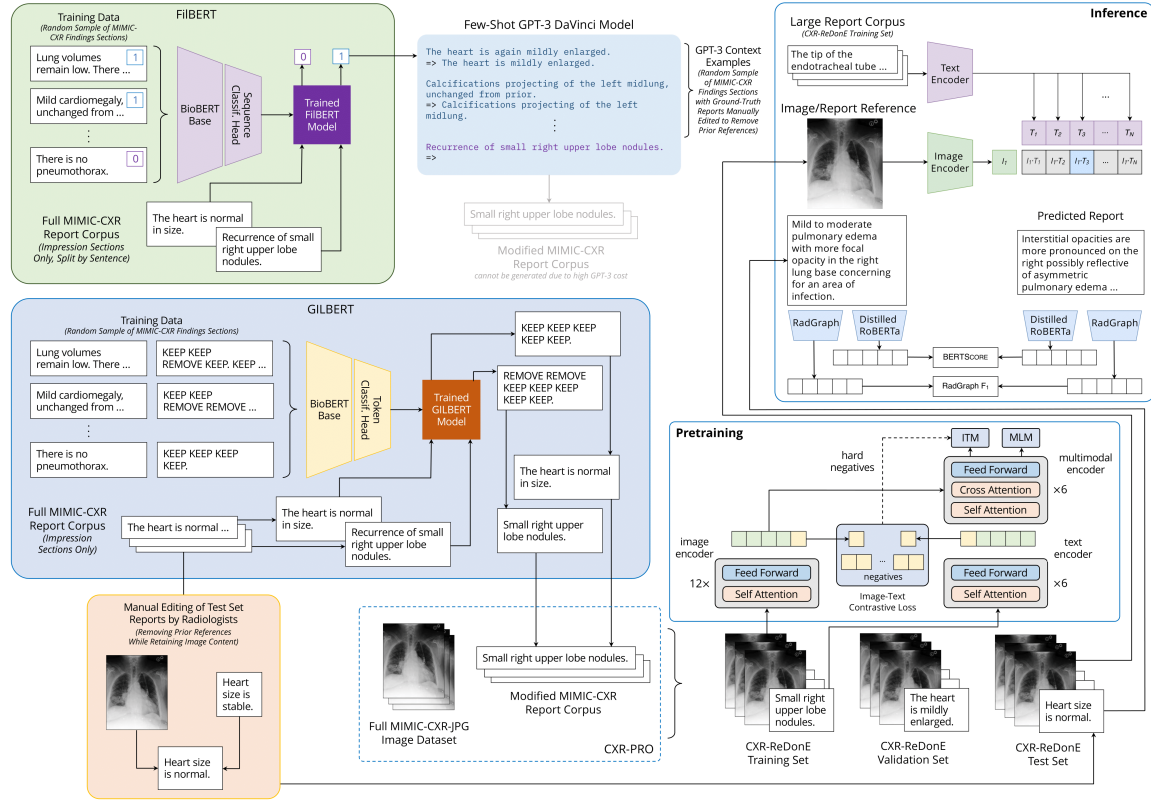 FilBERT
Training Data
(Random Sample of MIMIC-
CXR Findings Sections)
Lung volumes
remain low. There ...
1
Mild cardiomegaly,
unchanged from ...
1
⋮
There is no
pneumothorax.
0
BioBERT
Base
Sequence
Classif. Head
0
1
Trained
FilBERT
Model
Full MIMIC-CXR
Report Corpus
(Impression Sections
Only, Split by Sentence)
The heart is normal
in size.
Recurrence of small
right upper lobe
nodules.
Few-Shot GPT-3 DaVinci Model
The heart is again mildly enlarged.
=> The heart is mildly enlarged.
Calcifications projecting of the left midlung,
unchanged from prior.
=> Calcifications projecting of the left
midlung.
⋮
Recurrence of small right upper lobe nodules.
=>
GPT-3 Context
Examples
(Random Sample
of MIMIC-CXR
Findings Sections
with Ground-Truth
Reports Manually
Edited to Remove
Prior References)
Small right upper lobe nodules.
Modified MIMIC-CXR
Report Corpus
cannot be generated due to high GPT-3 cost
Inference
Large Report Corpus
(CXR-ReDonE Training Set)
The tip of the
endotracheal tube ...
Text
Encoder
...
Image/Report Reference
Image
Encoder
T1 T2 T3 ... TN
I1 I1·T1 I1·T2 I1·T3 ... I1·TN
Mild to moderate
pulmonary edema
with more focal
opacity in the right
lung base concerning
for an area of
infection.
Predicted Report
Interstitial opacities are
more pronounced on the
right possibly reflective
of asymmetric
pulmonary edema ...
RadGraph
Distilled
RoBERTa
Distilled
RoBERTa
RadGraph
BERTSCORE
RadGraph F1
GILBERT
Training Data
(Random Sample of MIMIC-CXR Findings Sections)
Lung volumes
remain low. There ...
KEEP KEEP
REMOVE KEEP. KEEP ...
Mild cardiomegaly,
unchanged from ...
KEEP KEEP
REMOVE REMOVE ...
⋮
There is no
pneumothorax.
KEEP KEEP KEEP
KEEP.
BioBERT
Base
Token
Classif. Head
Trained
GILBERT
Model
KEEP KEEP KEEP
KEEP KEEP.
REMOVE REMOVE
KEEP KEEP KEEP
KEEP KEEP.
The heart is normal
in size.
Small right upper
lobe nodules.
Full MIMIC-CXR
Report Corpus
(Impression
Sections Only)
The heart is normal ...
The heart is normal
in size.
Recurrence of small
right upper lobe
nodules.
Pretraining
ITM
MLM
hard
negatives
multimodal
encoder
Feed Forward
Cross Attention
Self Attention
×6
image
encoder
12×
Feed Forward
Self Attention
...
negatives
Image-Text
Contrastive Loss
text
encoder
Feed Forward
Self Attention
×6
Manual Editing of Test Set
Reports by Radiologists
(Removing Prior References
While Retaining Image Content)
Heart
size is
stable.
Heart size
is normal.
Full MIMIC-CXR-JPG
Image Dataset
Small right upper lobe nodules.
Modified MIMIC-CXR
Report Corpus
CXR-PRO
Small right
upper lobe
nodules.
CXR-ReDonE
Training Set
The heart
is mildly
enlarged.
CXR-ReDonE
Validation Set
Heart size
is normal.
CXR-ReDonE
Test Set